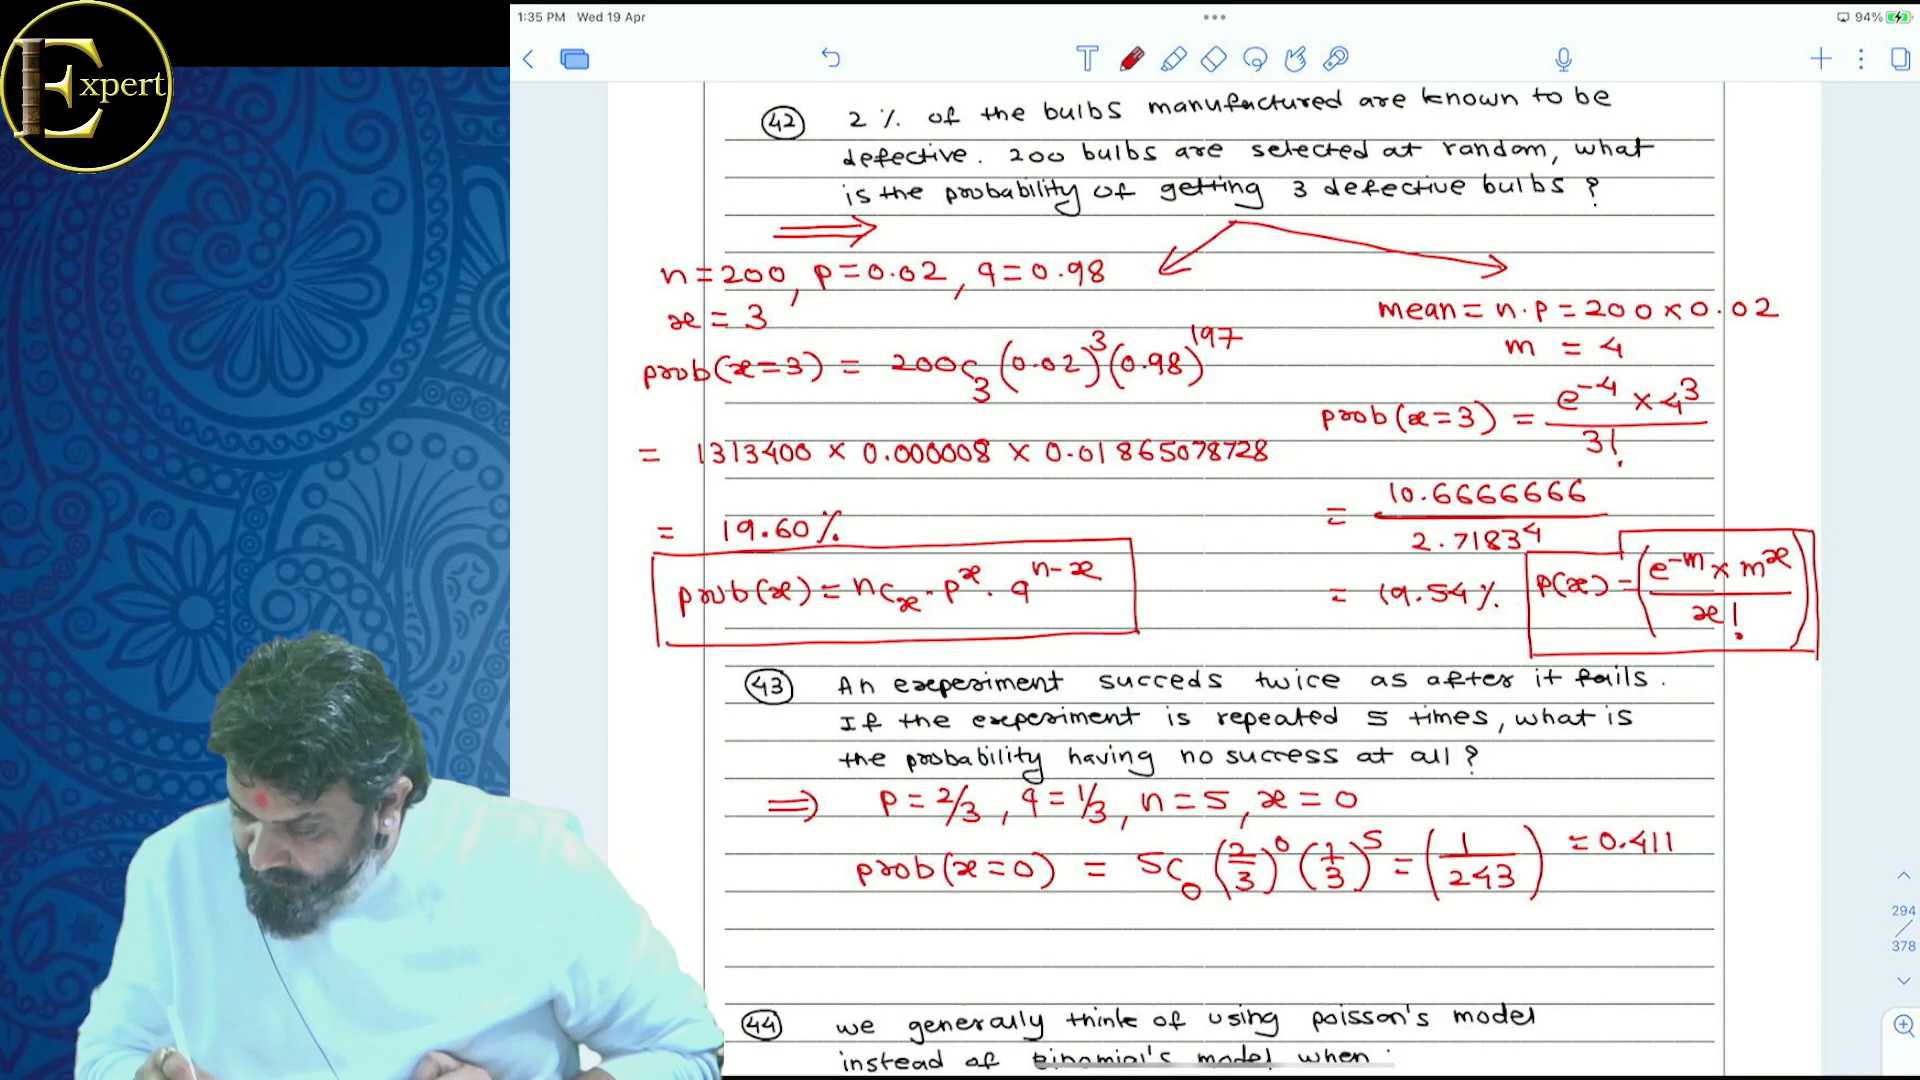 Expert
1:35 PM Wed 19 Apr
94%
42 2 % of the bulbs manufactured are known to be
defective. 200 bulbs are selected at random, what
is the probability of getting 3 defective bulbs ?
n = 200, p = 0.02, q = 0.98
x = 3
prob(x=3) = 200C3 (0.02)^3 (0.98)^197
= 1313400 × 0.000008 × 0.01865078728
= 19.60%
prob(x) = nCx · p^x · q^n-x
mean = n.p = 200 × 0.02
m = 4
prob(x=3) = e^-4 × 4^3 / 3!
= 10.6666666 / 2.7183^4
= 19.54%
p(x) = (e^-m × m^x / x!)
43 An experiment succeds twice as after it fails.
If the experiment is repeated 5 times, what is
the probability having no success at all ?
⇒ p = 2/3, q = 1/3, n = 5, x = 0
prob(x=0) = 5C0 (2/3)^0 (1/3)^5 = (1/243) = 0.411
44 we generally think of using poisson's model
instead of binomial's model when :
294
/
378